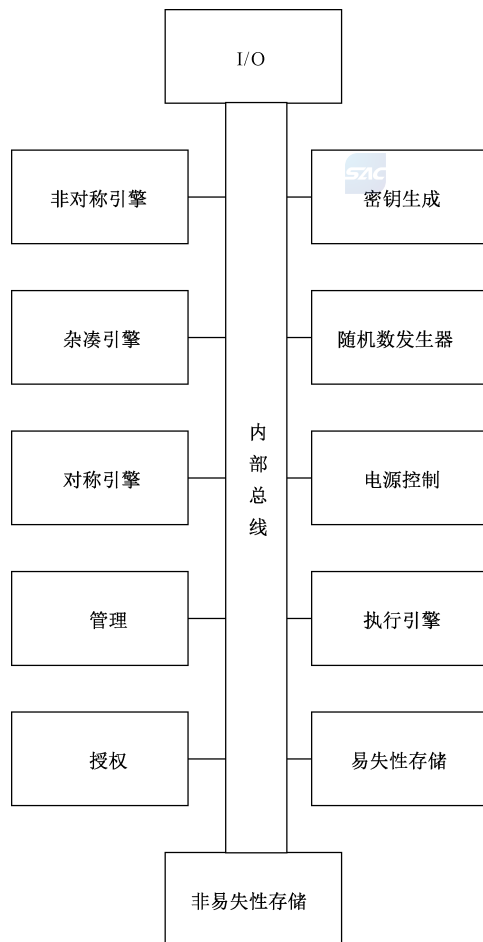 I/O
非对称引擎
SAC
密钥生成
杂凑引擎
随机数发生器
内部总线
对称引擎
电源控制
管理
执行引擎
授权
易失性存储
非易失性存储